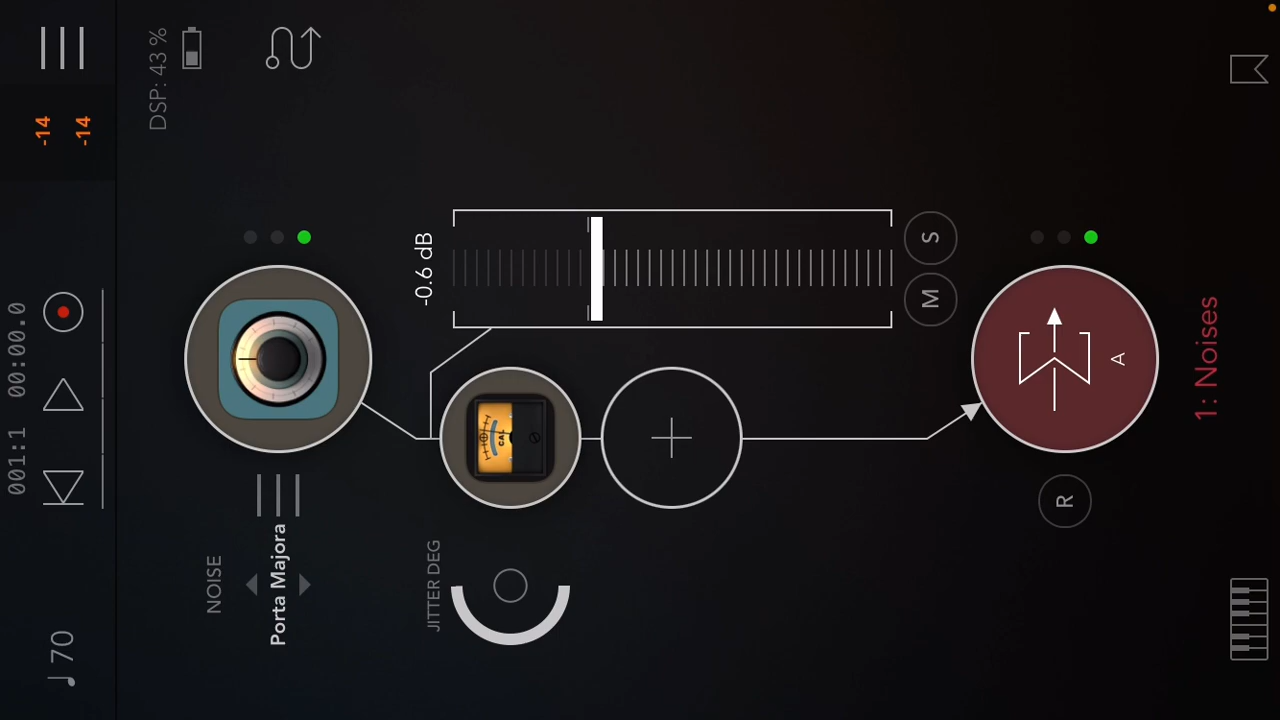 ♩ 70
001:1 00:00.0
-14
-14
DSP: 43 %
NOISE
Porta Majora
JITTER DEG
CAL
-0.6 dB
M
S
R
A
1: Noises